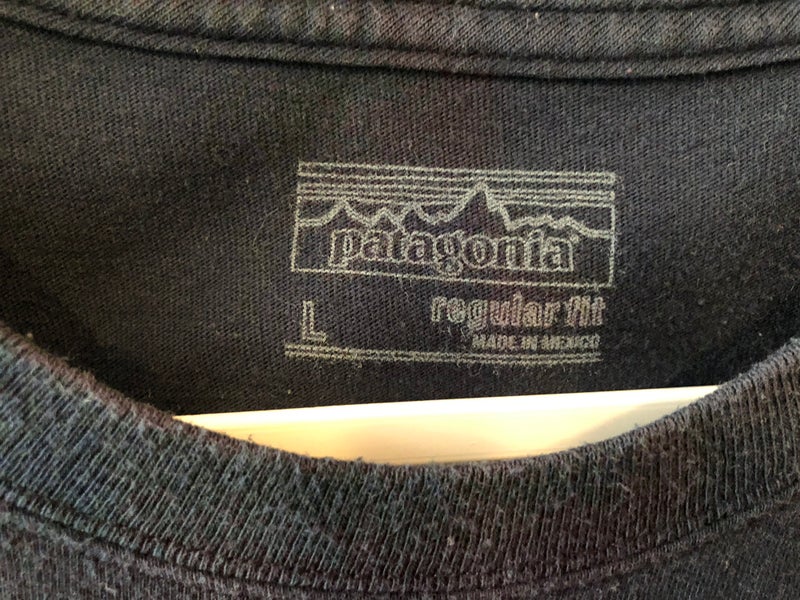 patagonia
L
regular fit
MADE IN MEXICO